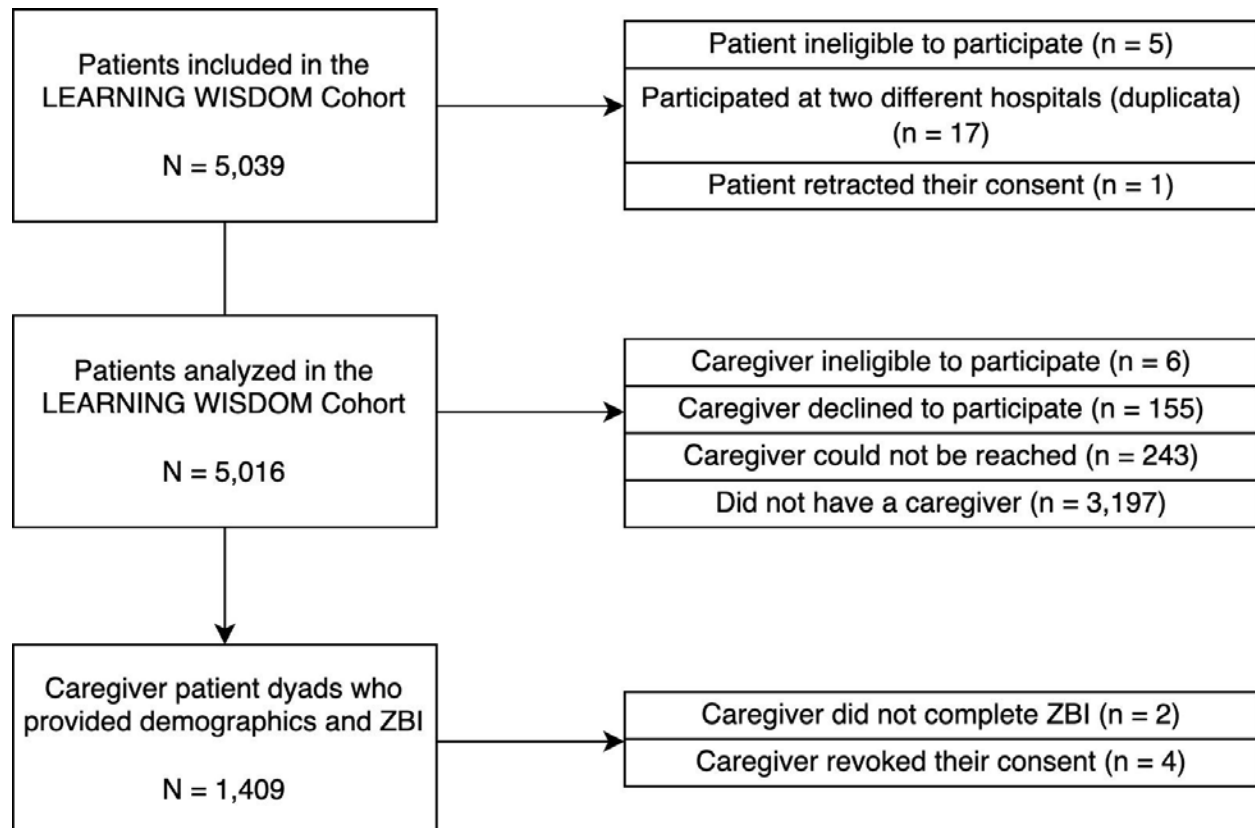 Patients included in the
LEARNING WISDOM Cohort
N = 5,039
Patient ineligible to participate (n = 5)
Participated at two different hospitals (duplicata)
(n = 17)
Patient retracted their consent (n = 1)
Patients analyzed in the
LEARNING WISDOM Cohort
N = 5,016
Caregiver ineligible to participate (n = 6)
Caregiver declined to participate (n = 155)
Caregiver could not be reached (n = 243)
Did not have a caregiver (n = 3,197)
Caregiver patient dyads who
provided demographics and ZBI
N = 1,409
Caregiver did not complete ZBI (n = 2)
Caregiver revoked their consent (n = 4)